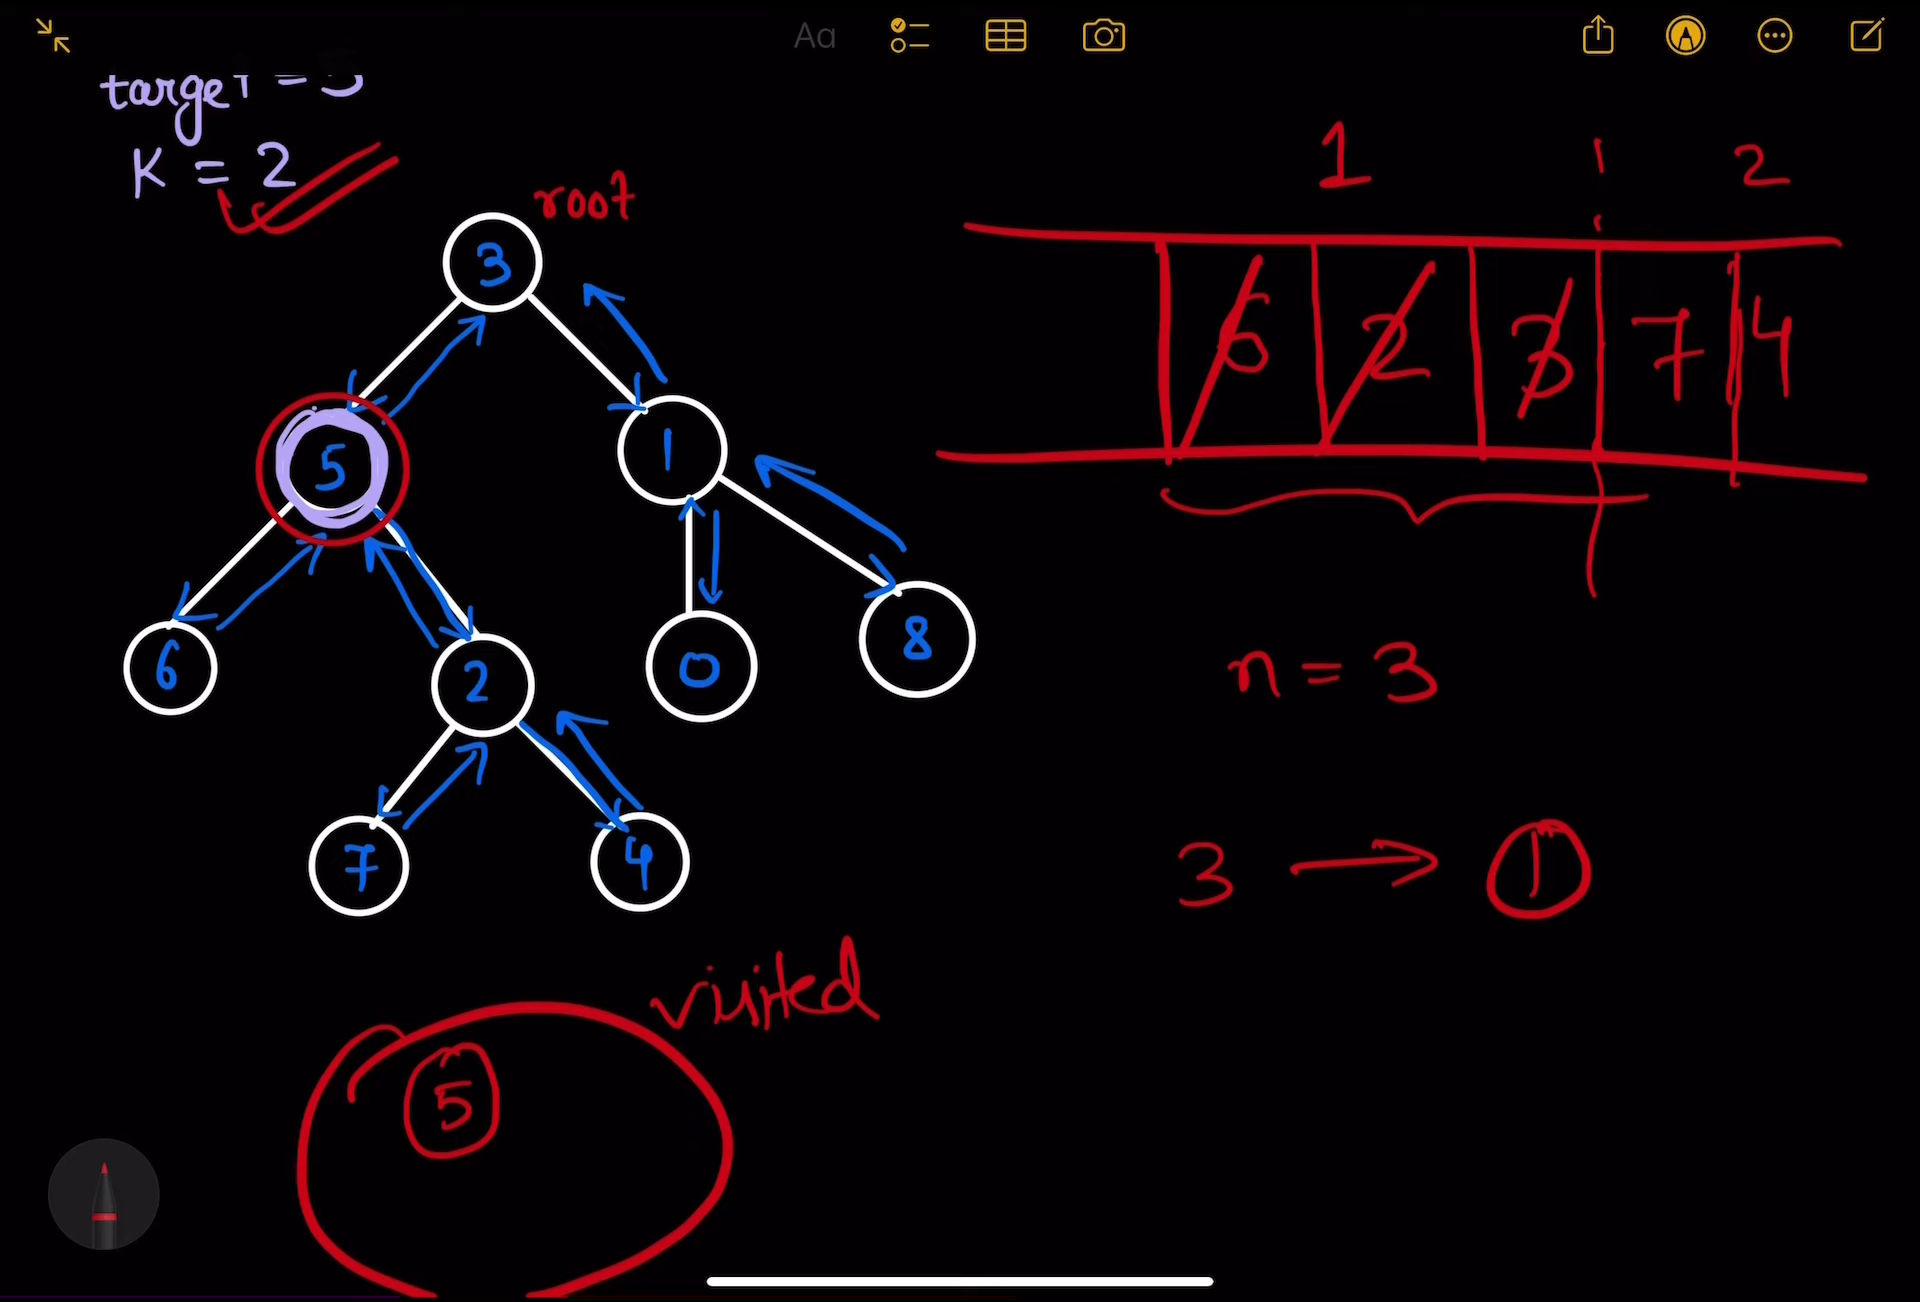 Aa
target = 5
K = 2
root
3
5
1
6
2
0
8
7
4
1 2
6 2 3 7 4
n = 3
3 → 1
visited
5